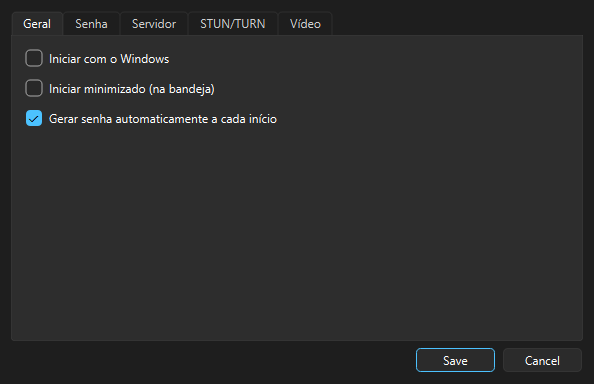 Geral Senha Servidor STUN/TURN Vídeo
Iniciar com o Windows
Iniciar minimizado (na bandeja)
Gerar senha automaticamente a cada início
Save Cancel